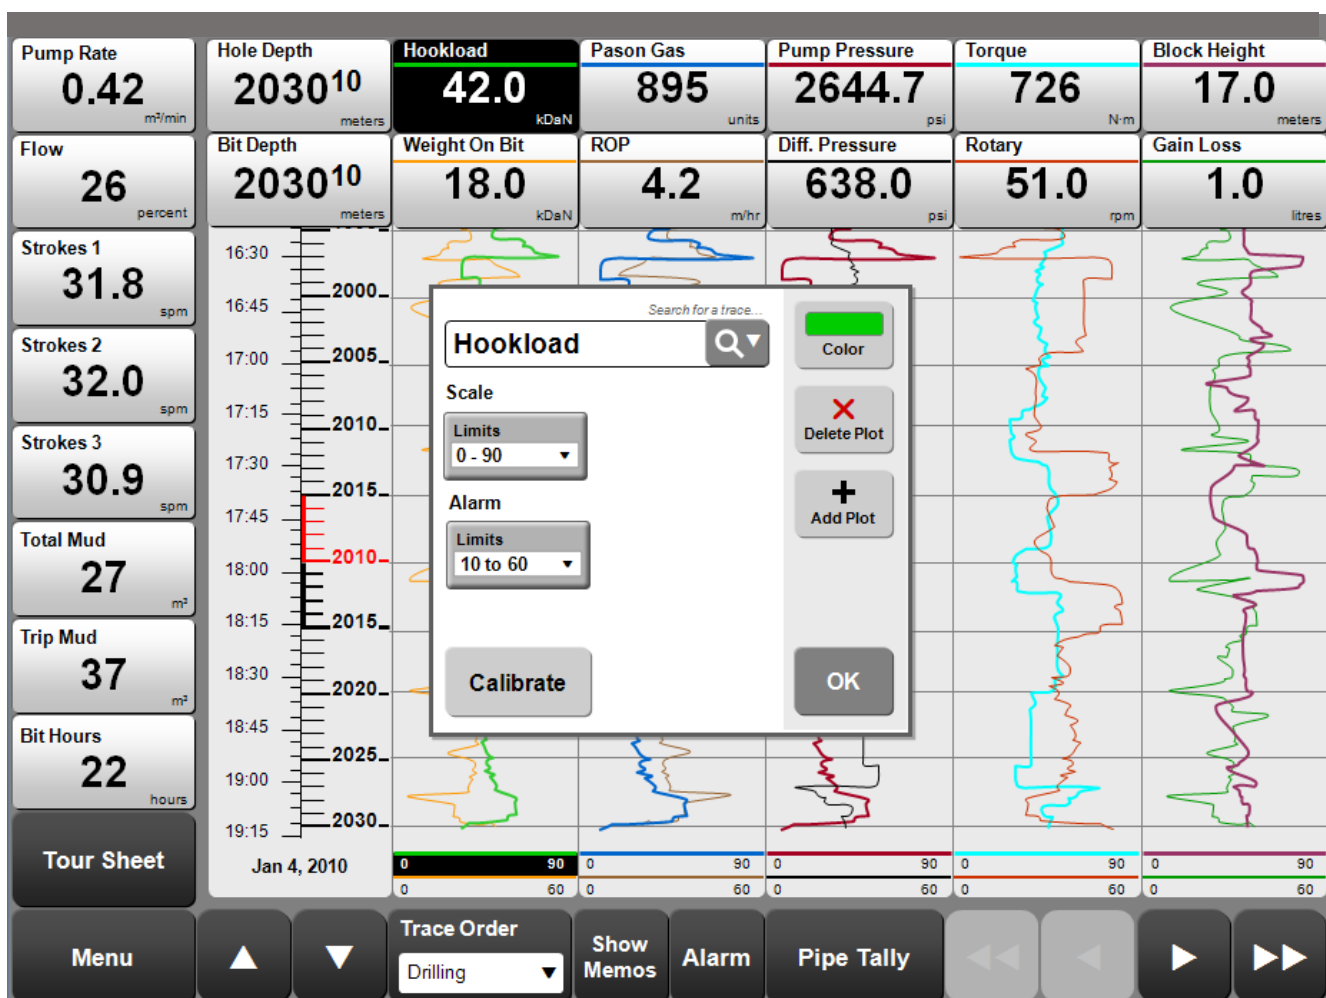 Pump Rate
0.42
m³/min
Flow
26
percent
Strokes 1
31.8
spm
Strokes 2
32.0
spm
Strokes 3
30.9
spm
Total Mud
27
m³
Trip Mud
37
m³
Bit Hours
22
hours
Tour Sheet
Hole Depth
2030¹⁰
meters
Hookload
42.0
kDaN
Pason Gas
895
units
Pump Pressure
2644.7
psi
Torque
726
N·m
Block Height
17.0
meters
Bit Depth
2030¹⁰
meters
Weight On Bit
18.0
kDaN
ROP
4.2
m/hr
Diff. Pressure
638.0
psi
Rotary
51.0
rpm
Gain Loss
1.0
litres
16:30
16:45
17:00
17:15
17:30
17:45
18:00
18:15
18:30
18:45
19:00
19:15
2000
2005
2010
2015
2010
2015
2020
2025
2030
Jan 4, 2010
Search for a trace...
Hookload
Scale
Limits
0 - 90
Alarm
Limits
10 to 60
Calibrate
Color
Delete Plot
Add Plot
OK
0 90
0 60
0 90
0 60
0 90
0 60
0 90
0 60
0 90
0 60
Menu
Trace Order
Drilling
Show
Memos
Alarm
Pipe Tally